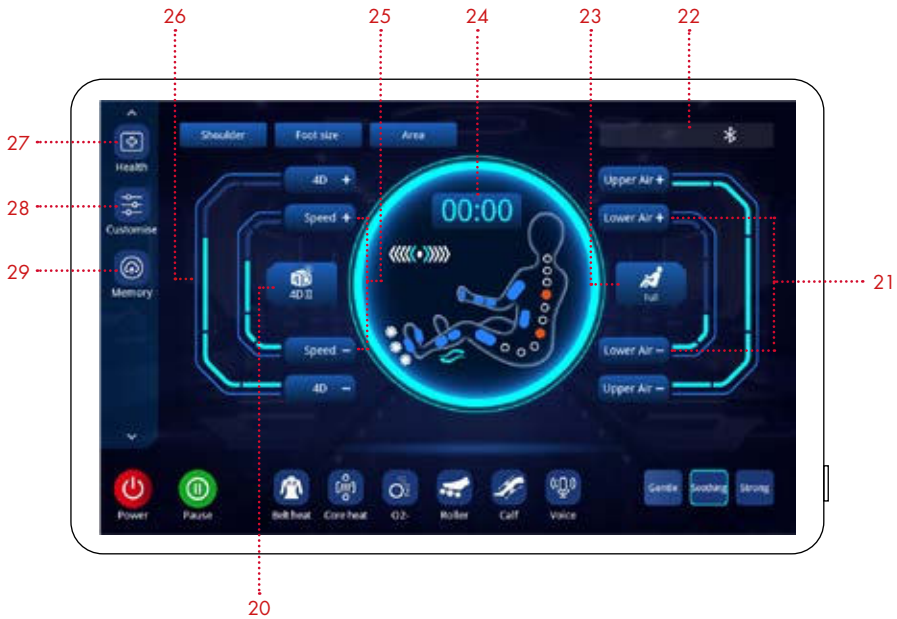 26 25 24 23 22
Shoulder Foot size Area
27
Health
4D + Upper Air +
28
Customise
Speed + 00:00 Lower Air +
29
Memory
4D II Full
21
Speed − Lower Air −
4D − Upper Air −
Power Pause Belt heat Core heat O2- Roller Calf Voice Gentle Soothing Strong
20